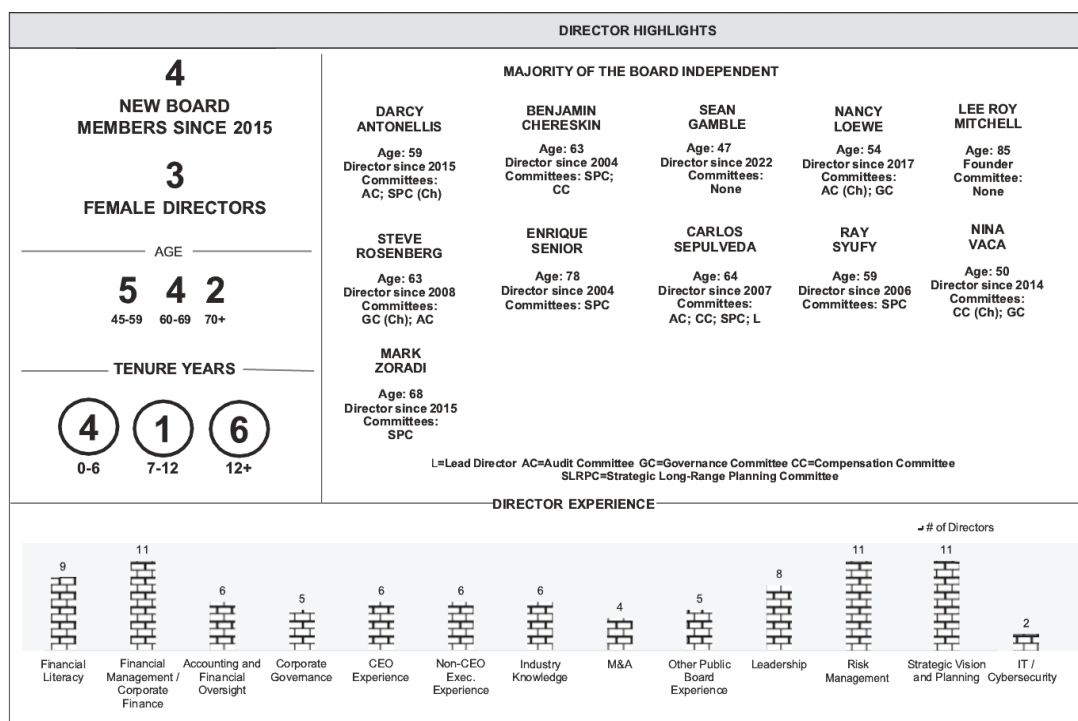 DIRECTOR HIGHLIGHTS
4
NEW BOARD
MEMBERS SINCE 2015
3
FEMALE DIRECTORS
AGE
5 4 2
45-59 60-69 70+
TENURE YEARS
4 1 6
0-6 7-12 12+
MAJORITY OF THE BOARD INDEPENDENT
DARCY
ANTONELLIS
Age: 59
Director since 2015
Committees:
AC; SPC (Ch)
BENJAMIN
CHERESKIN
Age: 63
Director since 2004
Committees: SPC;
CC
SEAN
GAMBLE
Age: 47
Director since 2022
Committees:
None
NANCY
LOEWE
Age: 54
Director since 2017
Committees:
AC (Ch); GC
LEE ROY
MITCHELL
Age: 85
Founder
Committee:
None
STEVE
ROSENBERG
Age: 63
Director since 2008
Committees:
GC (Ch); AC
ENRIQUE
SENIOR
Age: 78
Director since 2004
Committees: SPC
CARLOS
SEPULVEDA
Age: 64
Director since 2007
Committees:
AC; CC; SPC; L
RAY
SYUFY
Age: 59
Director since 2006
Committees: SPC
NINA
VACA
Age: 50
Director since 2014
Committees:
CC (Ch); GC
MARK
ZORADI
Age: 68
Director since 2015
Committees:
SPC
L=Lead Director AC=Audit Committee GC=Governance Committee CC=Compensation Committee
SLRPC=Strategic Long-Range Planning Committee
DIRECTOR EXPERIENCE
# of Directors
9
11
6
5
6
6
6
4
5
8
11
11
2
Financial
Literacy
Financial
Management /
Corporate
Finance
Accounting and
Financial
Oversight
Corporate
Governance
CEO
Experience
Non-CEO
Exec.
Experience
Industry
Knowledge
M&A
Other Public
Board
Experience
Leadership
Risk
Management
Strategic Vision
and Planning
IT /
Cybersecurity